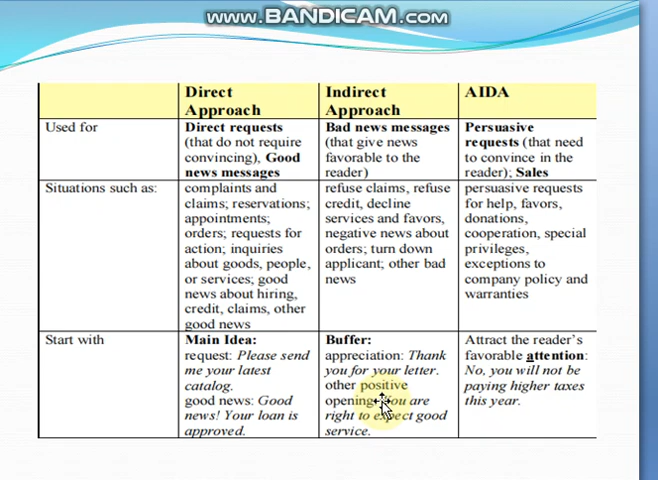 www.BANDICAM.com
Direct Approach
Indirect Approach
AIDA
Used for
Direct requests
(that do not require
convincing), Good
news messages
Bad news messages
(that give news
favorable to the
reader)
Persuasive
requests (that need
to convince in the
reader); Sales
Situations such as:
complaints and
claims; reservations;
appointments;
orders; requests for
action; inquiries
about goods, people,
or services; good
news about hiring,
credit, claims, other
good news
refuse claims, refuse
credit, decline
services and favors,
negative news about
orders; turn down
applicant; other bad
news
persuasive requests
for help, favors,
donations,
cooperation, special
privileges,
exceptions to
company policy and
warranties
Start with
Main Idea:
request: Please send
me your latest
catalog.
good news: Good
news! Your loan is
approved.
Buffer:
appreciation: Thank
you for your letter.
other positive
opening: You are
right to expect good
service.
Attract the reader's
favorable attention:
No, you will not be
paying higher taxes
this year.